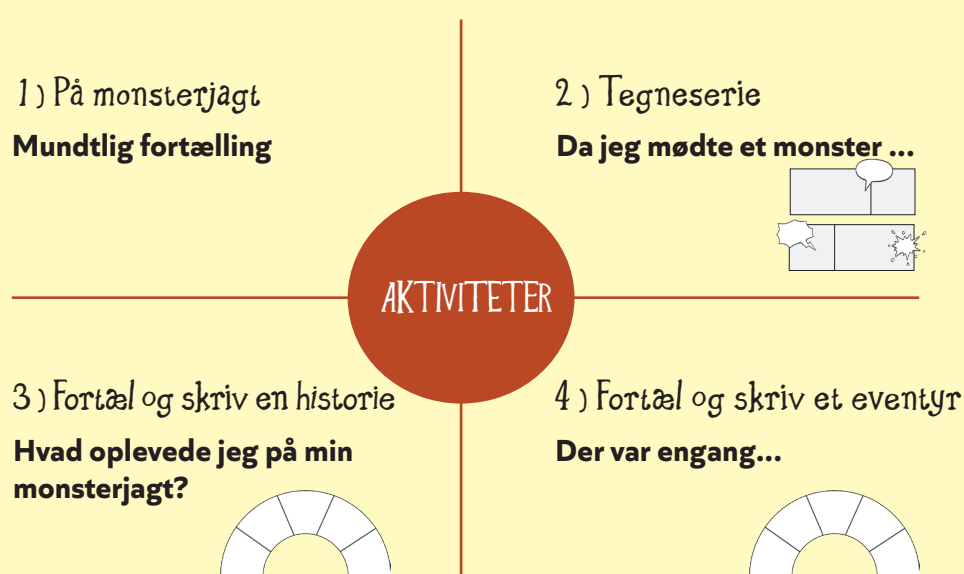 1) På monsterjagt
Mundtlig fortælling
2) Tegneserie
Da jeg mødte et monster ...
AKTIVITETER
3) Fortæl og skriv en historie
Hvad oplevede jeg på min
monsterjagt?
4) Fortæl og skriv et eventyr
Der var engang...